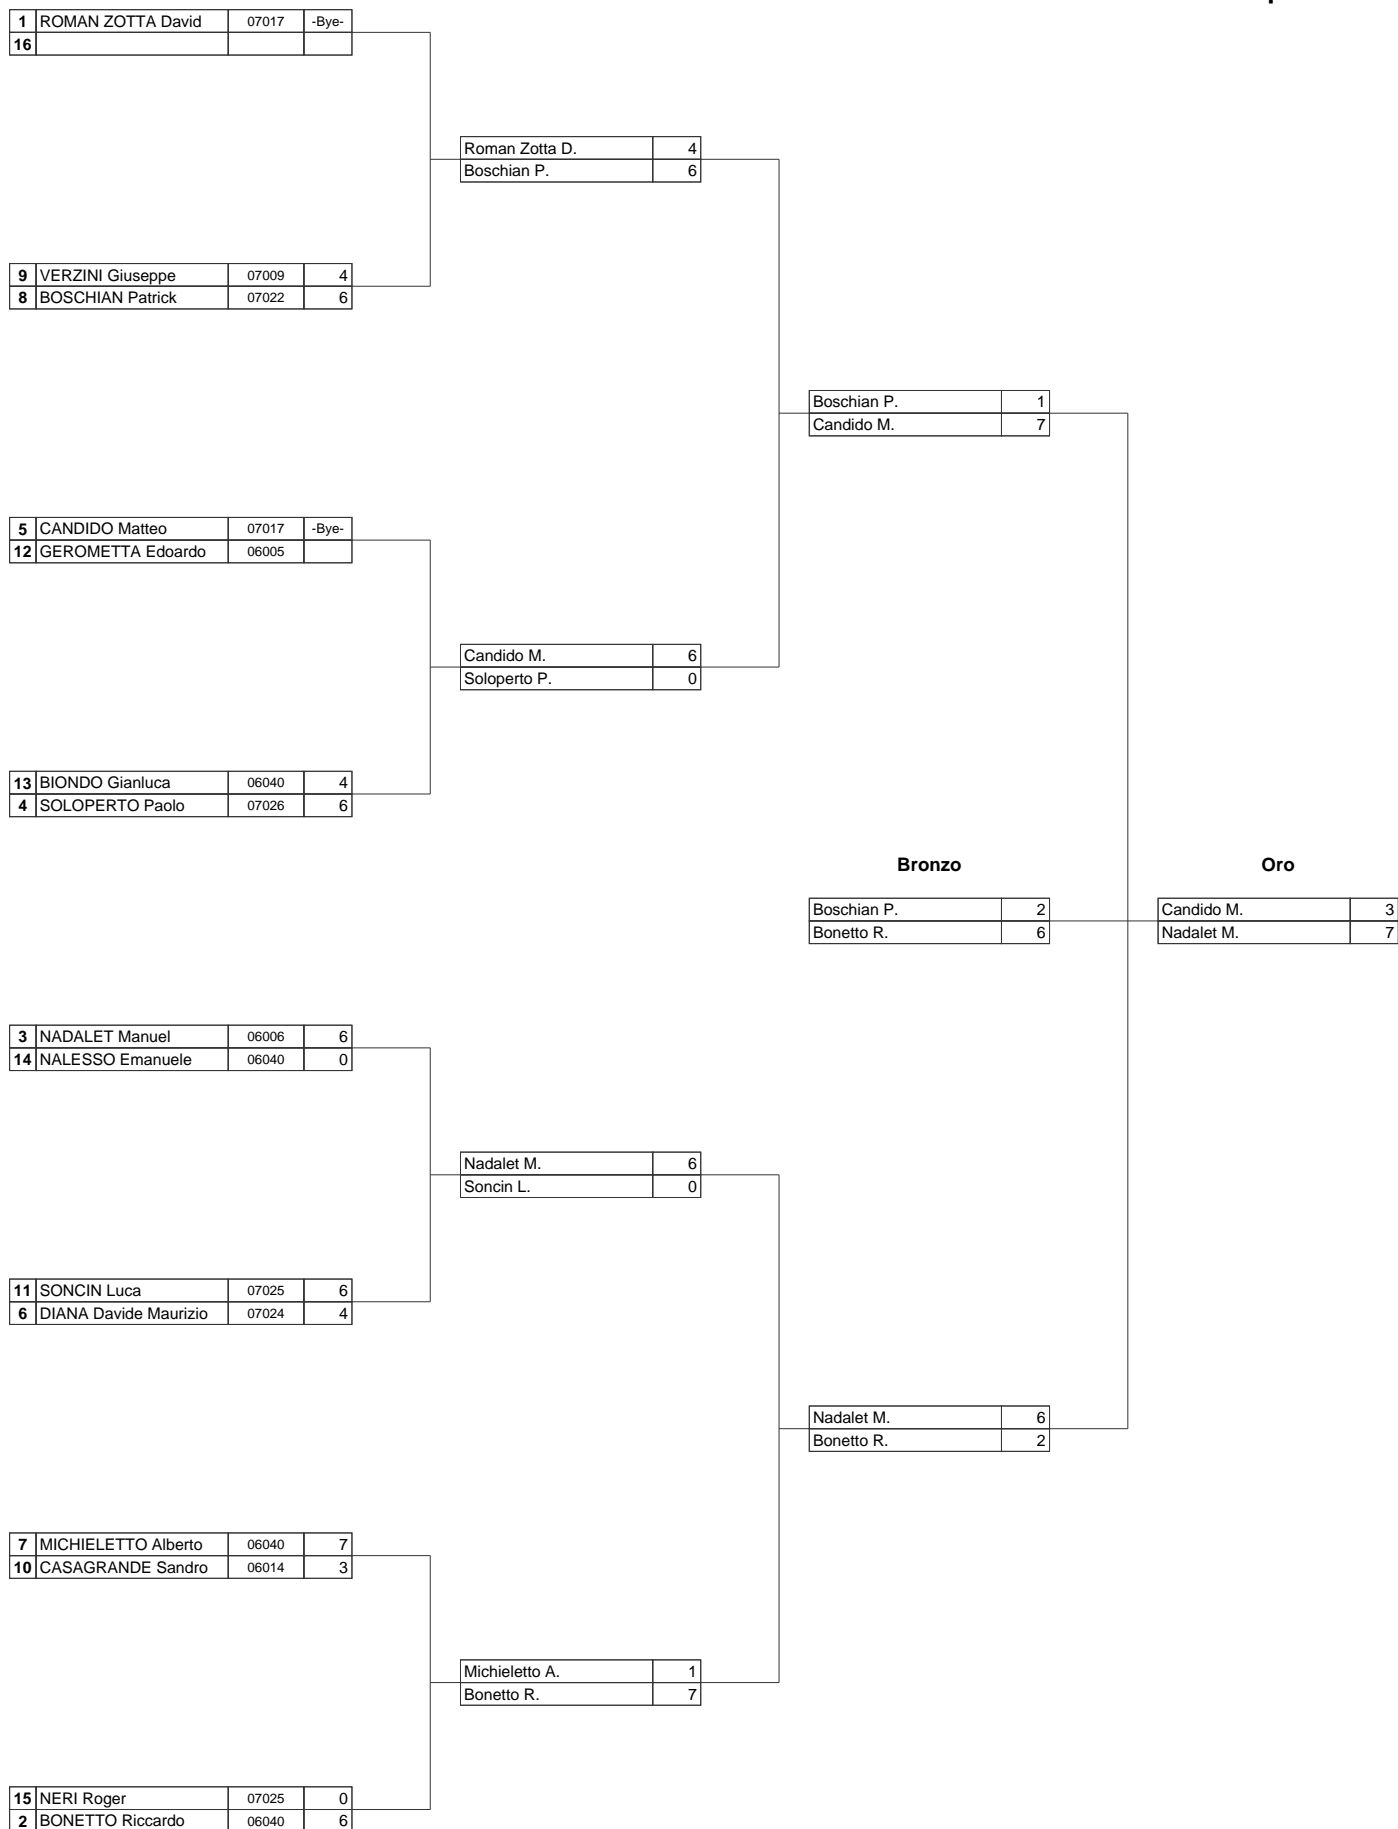 1 ROMAN ZOTTA David 07017 -Bye-
16
Roman Zotta D. 4
Boschian P. 6
9 VERZINI Giuseppe 07009 4
8 BOSCHIAN Patrick 07022 6
Boschian P. 1
Candido M. 7
5 CANDIDO Matteo 07017 -Bye-
12 GEROMETTA Edoardo 06005
Candido M. 6
Soloperto P. 0
13 BIONDO Gianluca 06040 4
4 SOLOPERTO Paolo 07026 6
Bronzo Oro
Boschian P. 2 Candido M. 3
Bonetto R. 6 Nadalet M. 7
3 NADALET Manuel 06006 6
14 NALESSO Emanuele 06040 0
Nadalet M. 6
Soncin L. 0
11 SONCIN Luca 07025 6
6 DIANA Davide Maurizio 07024 4
Nadalet M. 6
Bonetto R. 2
7 MICHIELETTO Alberto 06040 7
10 CASAGRANDE Sandro 06014 3
Michieletto A. 1
Bonetto R. 7
15 NERI Roger 07025 0
2 BONETTO Riccardo 06040 6